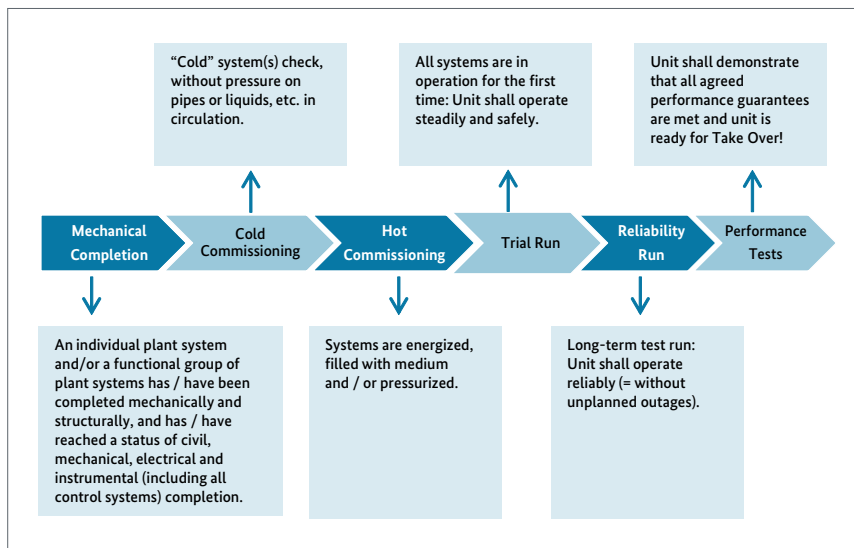 “Cold” system(s) check,
without pressure on
pipes or liquids, etc. in
circulation.
All systems are in
operation for the first
time: Unit shall operate
steadily and safely.
Unit shall demonstrate
that all agreed
performance guarantees
are met and unit is
ready for Take Over!
Mechanical
Completion
Cold
Commissioning
Hot
Commissioning
Trial Run
Reliability
Run
Performance
Tests
An individual plant system
and/or a functional group of
plant systems has / have been
completed mechanically and
structurally, and has / have
reached a status of civil,
mechanical, electrical and
instrumental (including all
control systems) completion.
Systems are energized,
filled with medium
and / or pressurized.
Long-term test run:
Unit shall operate
reliably (= without
unplanned outages).